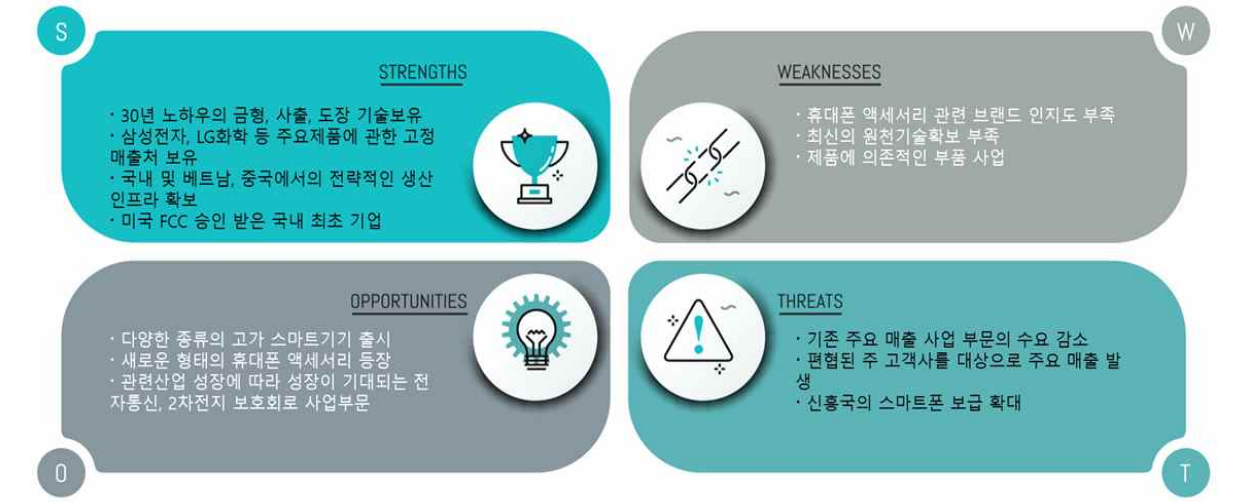 S
STRENGTHS
· 30년 노하우의 금형, 사출, 도장 기술보유
· 삼성전자, LG화학 등 주요제품에 관한 고정
매출처 보유
· 국내 및 베트남, 중국에서의 전략적인 생산
인프라 확보
· 미국 FCC 승인 받은 국내 최초 기업
W
WEAKNESSES
· 휴대폰 액세서리 관련 브랜드 인지도 부족
· 최신의 원천기술확보 부족
· 제품에 의존적인 부품 사업
OPPORTUNITIES
· 다양한 종류의 고가 스마트기기 출시
· 새로운 형태의 휴대폰 액세서리 등장
· 관련산업 성장에 따라 성장이 기대되는 전
자통신, 2차전지 보호회로 사업부문
O
THREATS
· 기존 주요 매출 사업 부문의 수요 감소
· 편협된 주 고객사를 대상으로 주요 매출 발
생
· 신흥국의 스마트폰 보급 확대
T